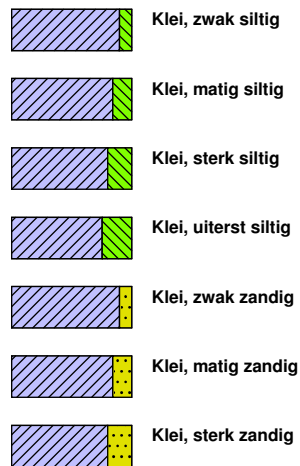 Klei, zwak siltig
Klei, matig siltig
Klei, sterk siltig
Klei, uiterst siltig
Klei, zwak zandig
Klei, matig zandig
Klei, sterk zandig